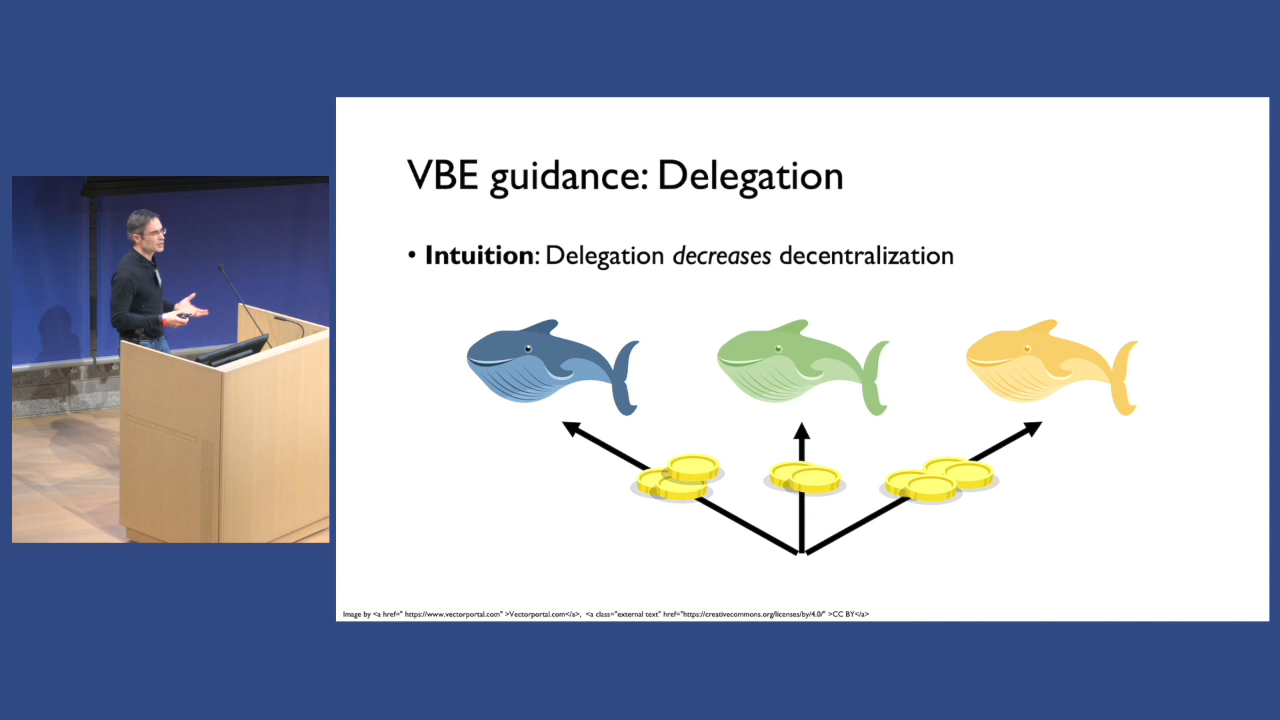 VBE guidance: Delegation
• Intuition: Delegation decreases decentralization
Image by <a href=" https://www.vectorportal.com" >Vectorportal.com</a>,  <a class="external text" href="https://creativecommons.org/licenses/by/4.0/" >CC BY</a>